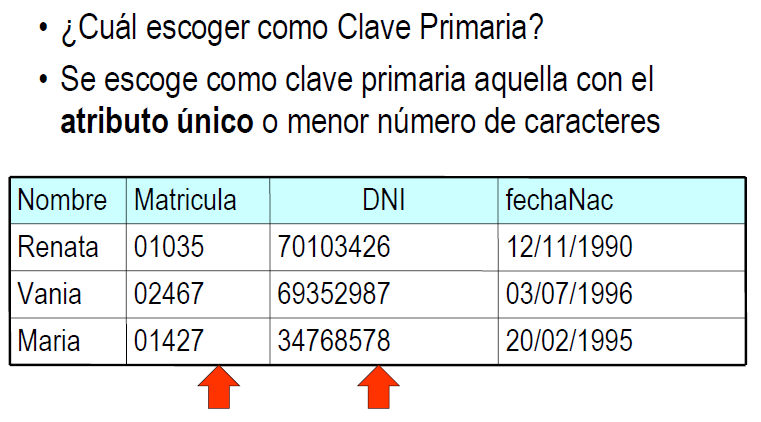 • ¿Cuál escoger como Clave Primaria?
• Se escoge como clave primaria aquella con el
atributo único o menor número de caracteres
Nombre Matricula DNI fechaNac
Renata 01035 70103426 12/11/1990
Vania 02467 69352987 03/07/1996
Maria 01427 34768578 20/02/1995